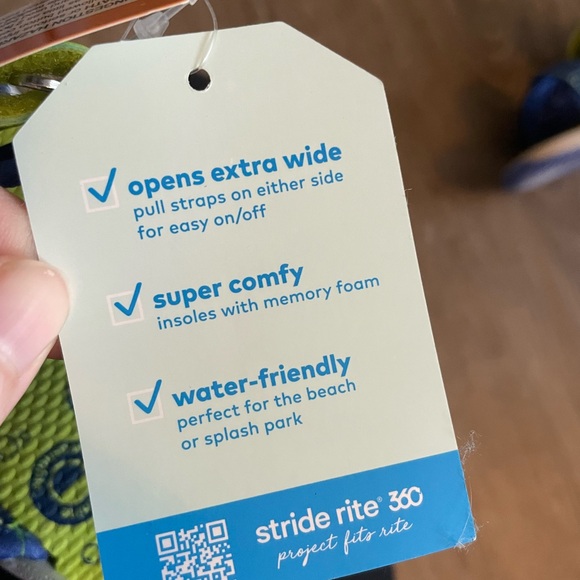 opens extra wide
pull straps on either side
for easy on/off
super comfy
insoles with memory foam
water-friendly
perfect for the beach
or splash park
stride rite® 360
project fits rite